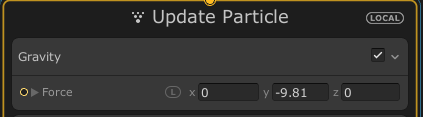 Update Particle LOCAL
Gravity
Force L x 0 y -9.81 z 0